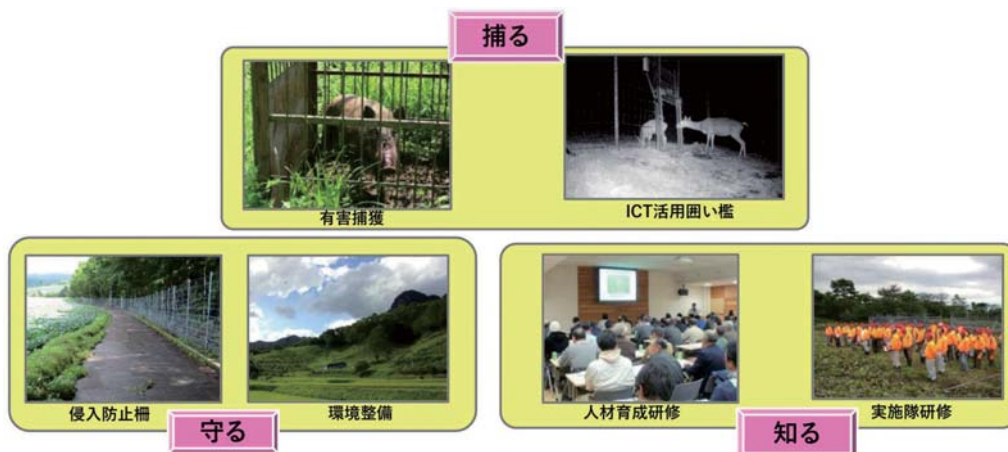 捕る
有害捕獲
ICT活用囲い檻
侵入防止柵
環境整備
守る
人材育成研修
実施隊研修
知る